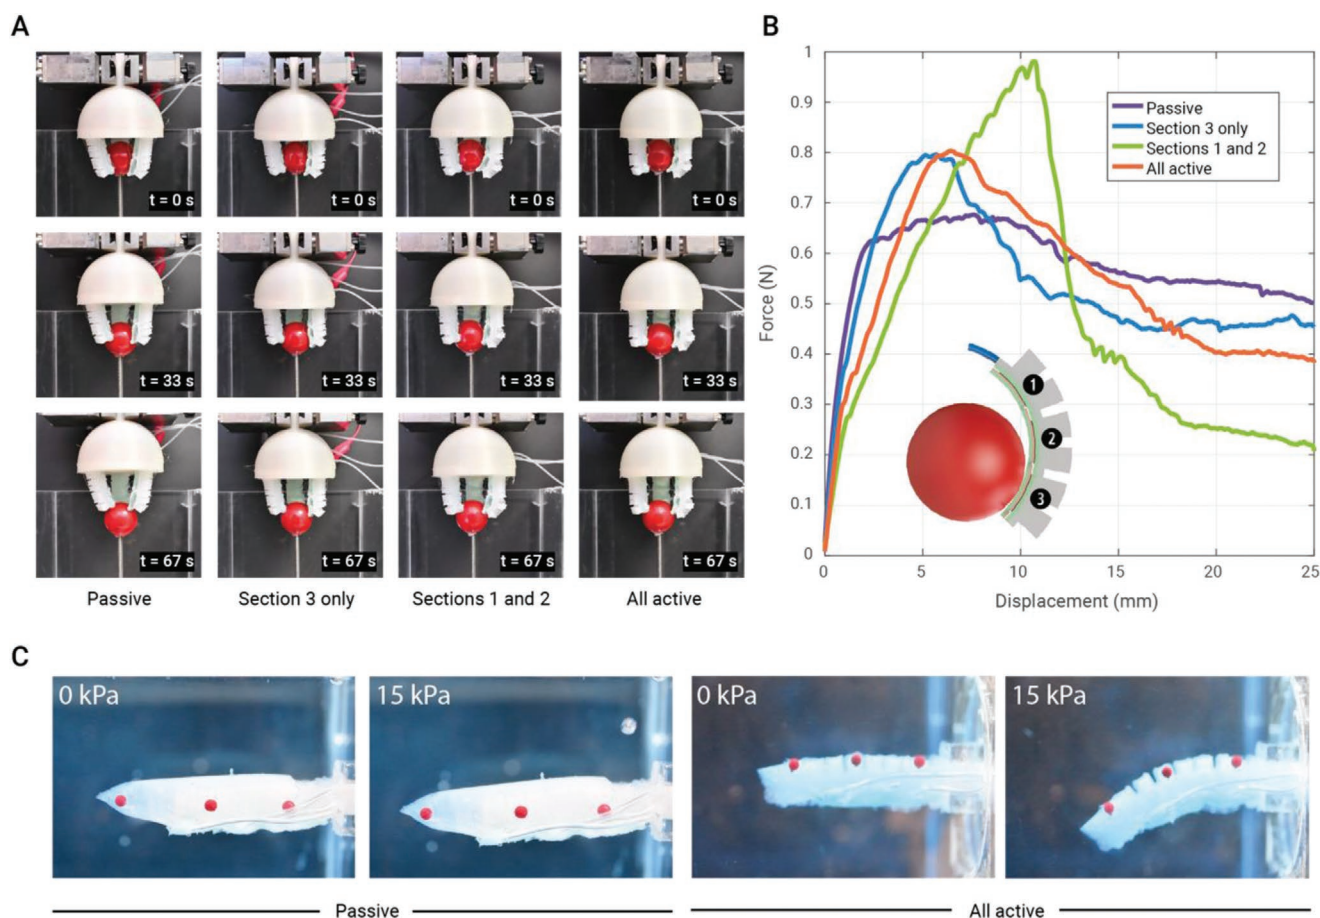 A
B
t = 0 s
t = 0 s
t = 0 s
t = 0 s
t = 33 s
t = 33 s
t = 33 s
t = 33 s
t = 67 s
t = 67 s
t = 67 s
t = 67 s
Passive
Section 3 only
Sections 1 and 2
All active
1
0.9
0.8
0.7
0.6
0.5
0.4
0.3
0.2
0.1
0
Force (N)
Passive
Section 3 only
Sections 1 and 2
All active
1
2
3
0
5
10
15
20
25
Displacement (mm)
C
0 kPa
15 kPa
0 kPa
15 kPa
Passive
All active